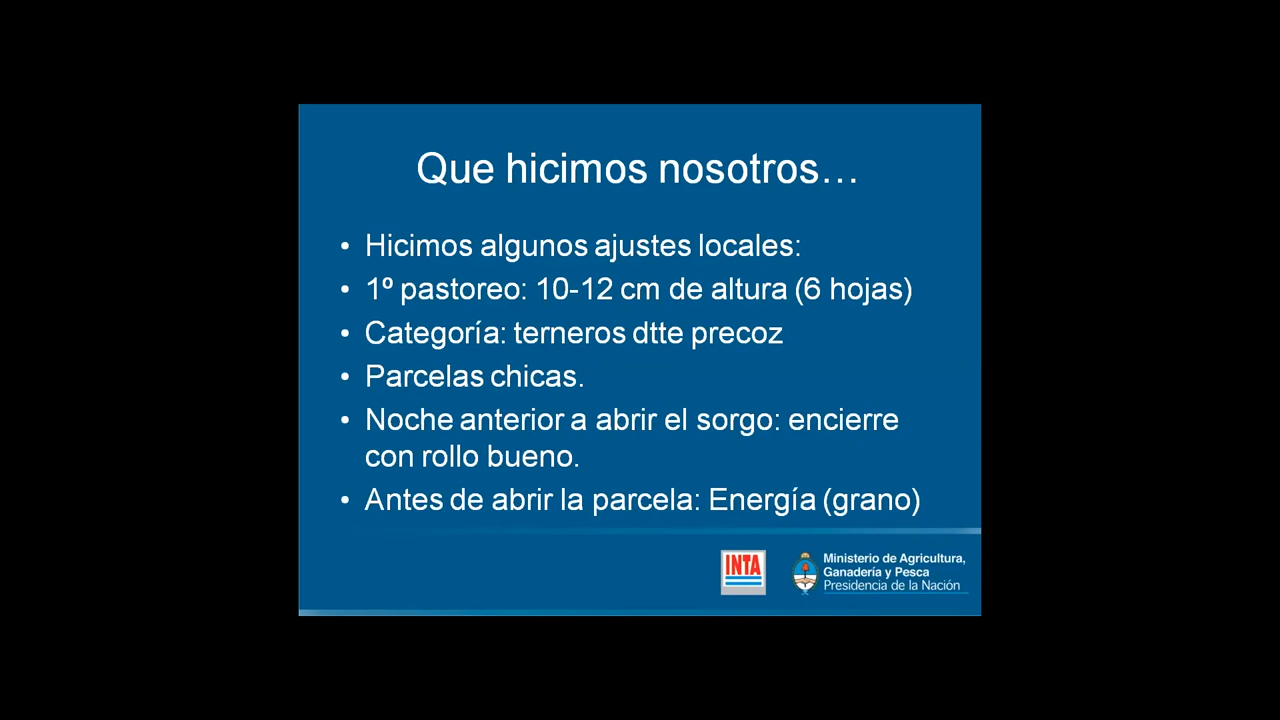 Que hicimos nosotros…
• Hicimos algunos ajustes locales:
• 1º pastoreo: 10-12 cm de altura (6 hojas)
• Categoría: terneros dtte precoz
• Parcelas chicas.
• Noche anterior a abrir el sorgo: encierre
con rollo bueno.
• Antes de abrir la parcela: Energía (grano)
INTA
Ministerio de Agricultura,
Ganadería y Pesca
Presidencia de la Nación